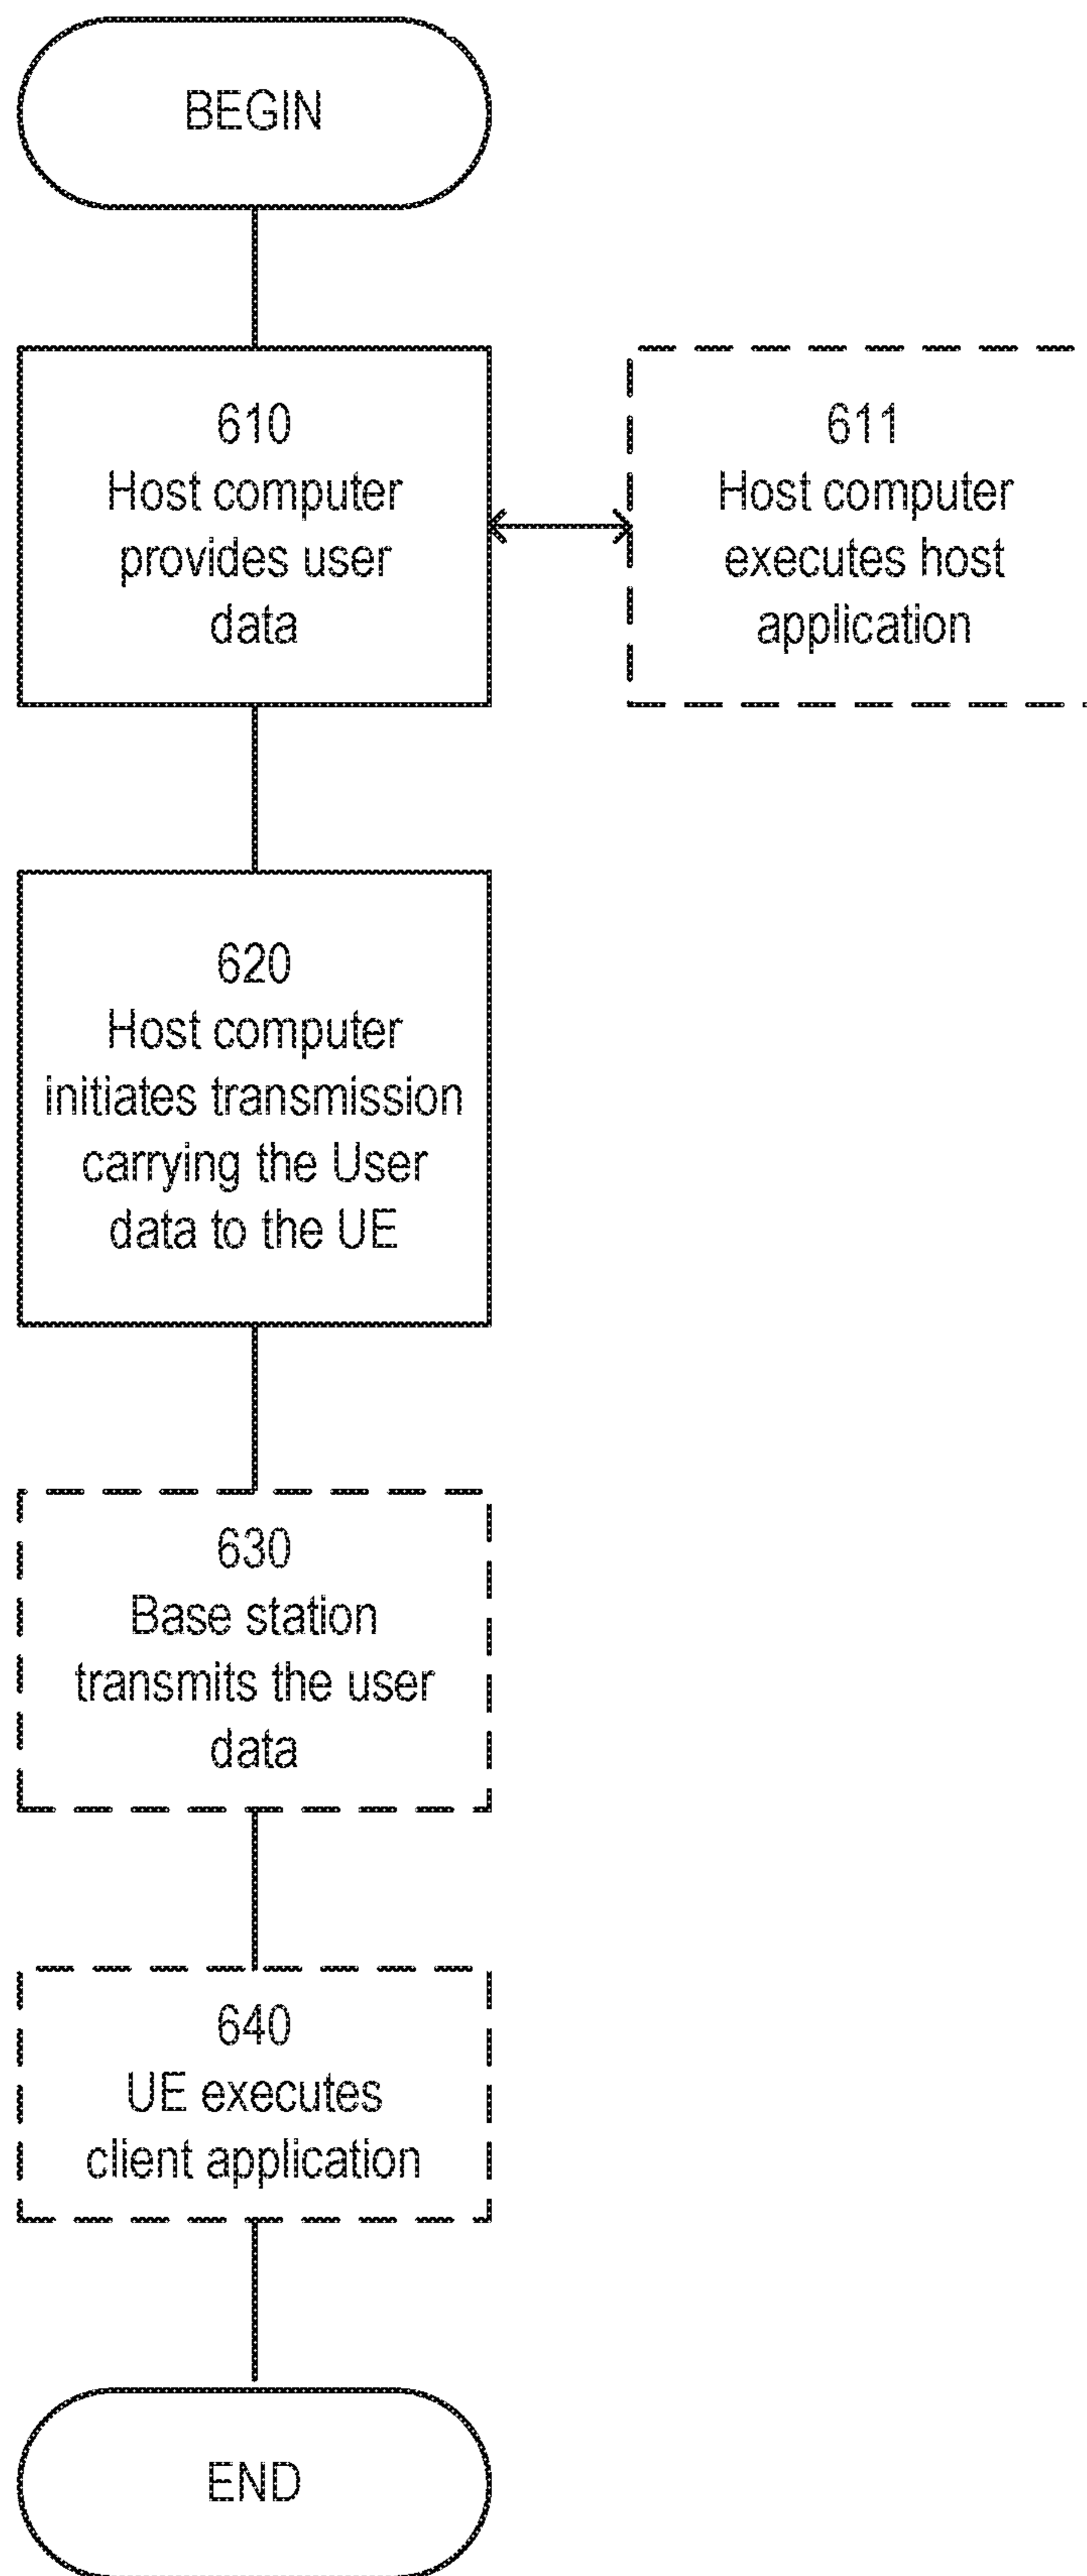 BEGIN
610
Host computer
provides user
data
611
Host computer
executes host
application
620
Host computer
initiates transmission
carrying the User
data to the UE
630
Base station
transmits the user
data
640
UE executes
client application
END